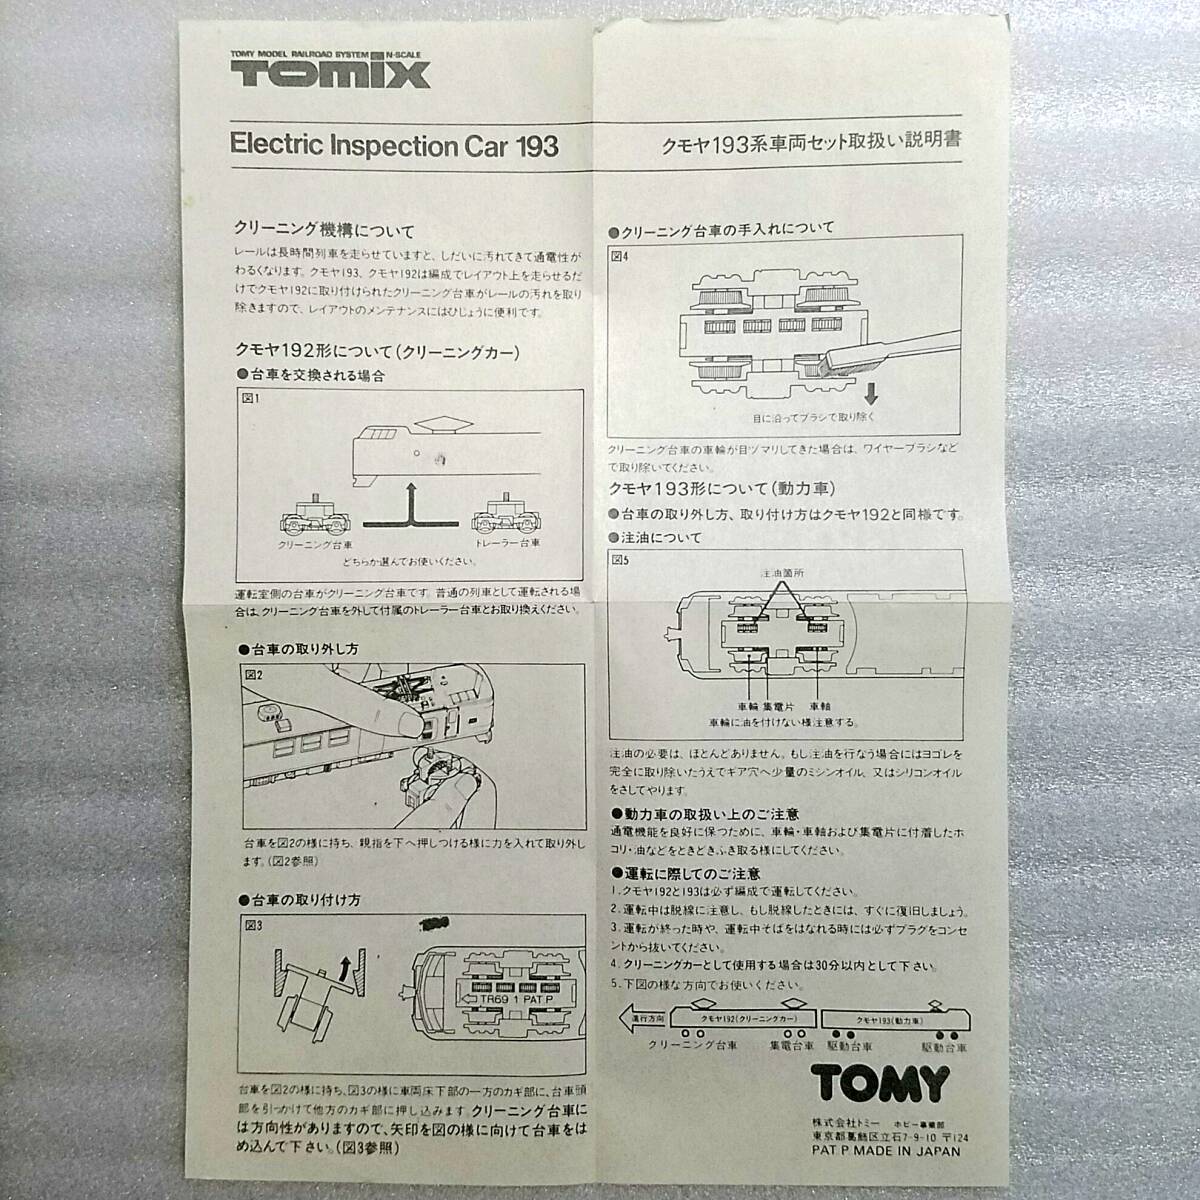 TOMY MODEL RAILROAD SYSTEM N-SCALE
TOMIX
Electric Inspection Car 193
クモヤ193系車両セット取扱い説明書
クリーニング機構について
レールは長時間列車を走らせていますと、しだいに汚れてきて通電性が
わるくなります。クモヤ193、クモヤ192は編成でレイアウト上を走らせるだ
けでクモヤ192に取り付けられたクリーニング台車がレールの汚れを取り
除きますので、レイアウトのメンテナンスにはひじょうに便利です。
クモヤ192形について(クリーニングカー)
●台車を交換される場合
図1
クリーニング台車
トレーラー台車
どちらか選んでお使いください。
運転室側の台車がクリーニング台車です。普通の列車として運転される場
合は、クリーニング台車を外して付属のトレーラー台車とお取り換えください。
●台車の取り外し方
図2
台車を図2の様に持ち、親指を下へ押しつける様に力を入れて取り外し
ます。(図2参照)
●台車の取り付け方
図3
TR69 1 PAT P
台車を図2の様に持ち、図3の様に車両床下部の一方のカギ部に、台車頭
部を引っかけて他方のカギ部に押し込みます。クリーニング台車に
は方向性がありますので、矢印を図の様に向けて台車をは
め込んで下さい。(図3参照)
●クリーニング台車の手入れについて
図4
目に沿ってブラシで取り除く
クリーニング台車の車輪が目ヅマリしてきた場合は、ワイヤーブラシなど
で取り除いてください。
クモヤ193形について(動力車)
●台車の取り外し方、取り付け方はクモヤ192と同様です。
●注油について
図5
注油箇所
車輪 集電片 車軸
車輪に油を付けない様注意する。
注油の必要は、ほとんどありません。もし注油を行なう場合にはヨゴレを
完全に取り除いたうえでギア穴へ少量のミシンオイル、又はシリコンオイル
をさしてやります。
●動力車の取扱い上のご注意
通電機能を良好に保つために、車輪・車軸および集電片に付着したホ
コリ・油などをときどきふき取る様にしてください。
●運転に際してのご注意
1.クモヤ192と193は必ず編成で運転してください。
2.運転中は脱線に注意し、もし脱線したときには、すぐに復旧しましょう。
3.運転が終った時や、運転中そばをはなれる時には必ずプラグをコンセ
ントから抜いてください。
4.クリーニングカーとして使用する場合は30分以内として下さい。
5.下図の様な方向でお使いください。
進行方向
クモヤ192(クリーニングカー)
クモヤ193(動力車)
クリーニング台車
集電台車
駆動台車
駆動台車
TOMY
株式会社トミー ホビー事業部
東京都葛飾区立石7-9-10 〒124
PAT P MADE IN JAPAN